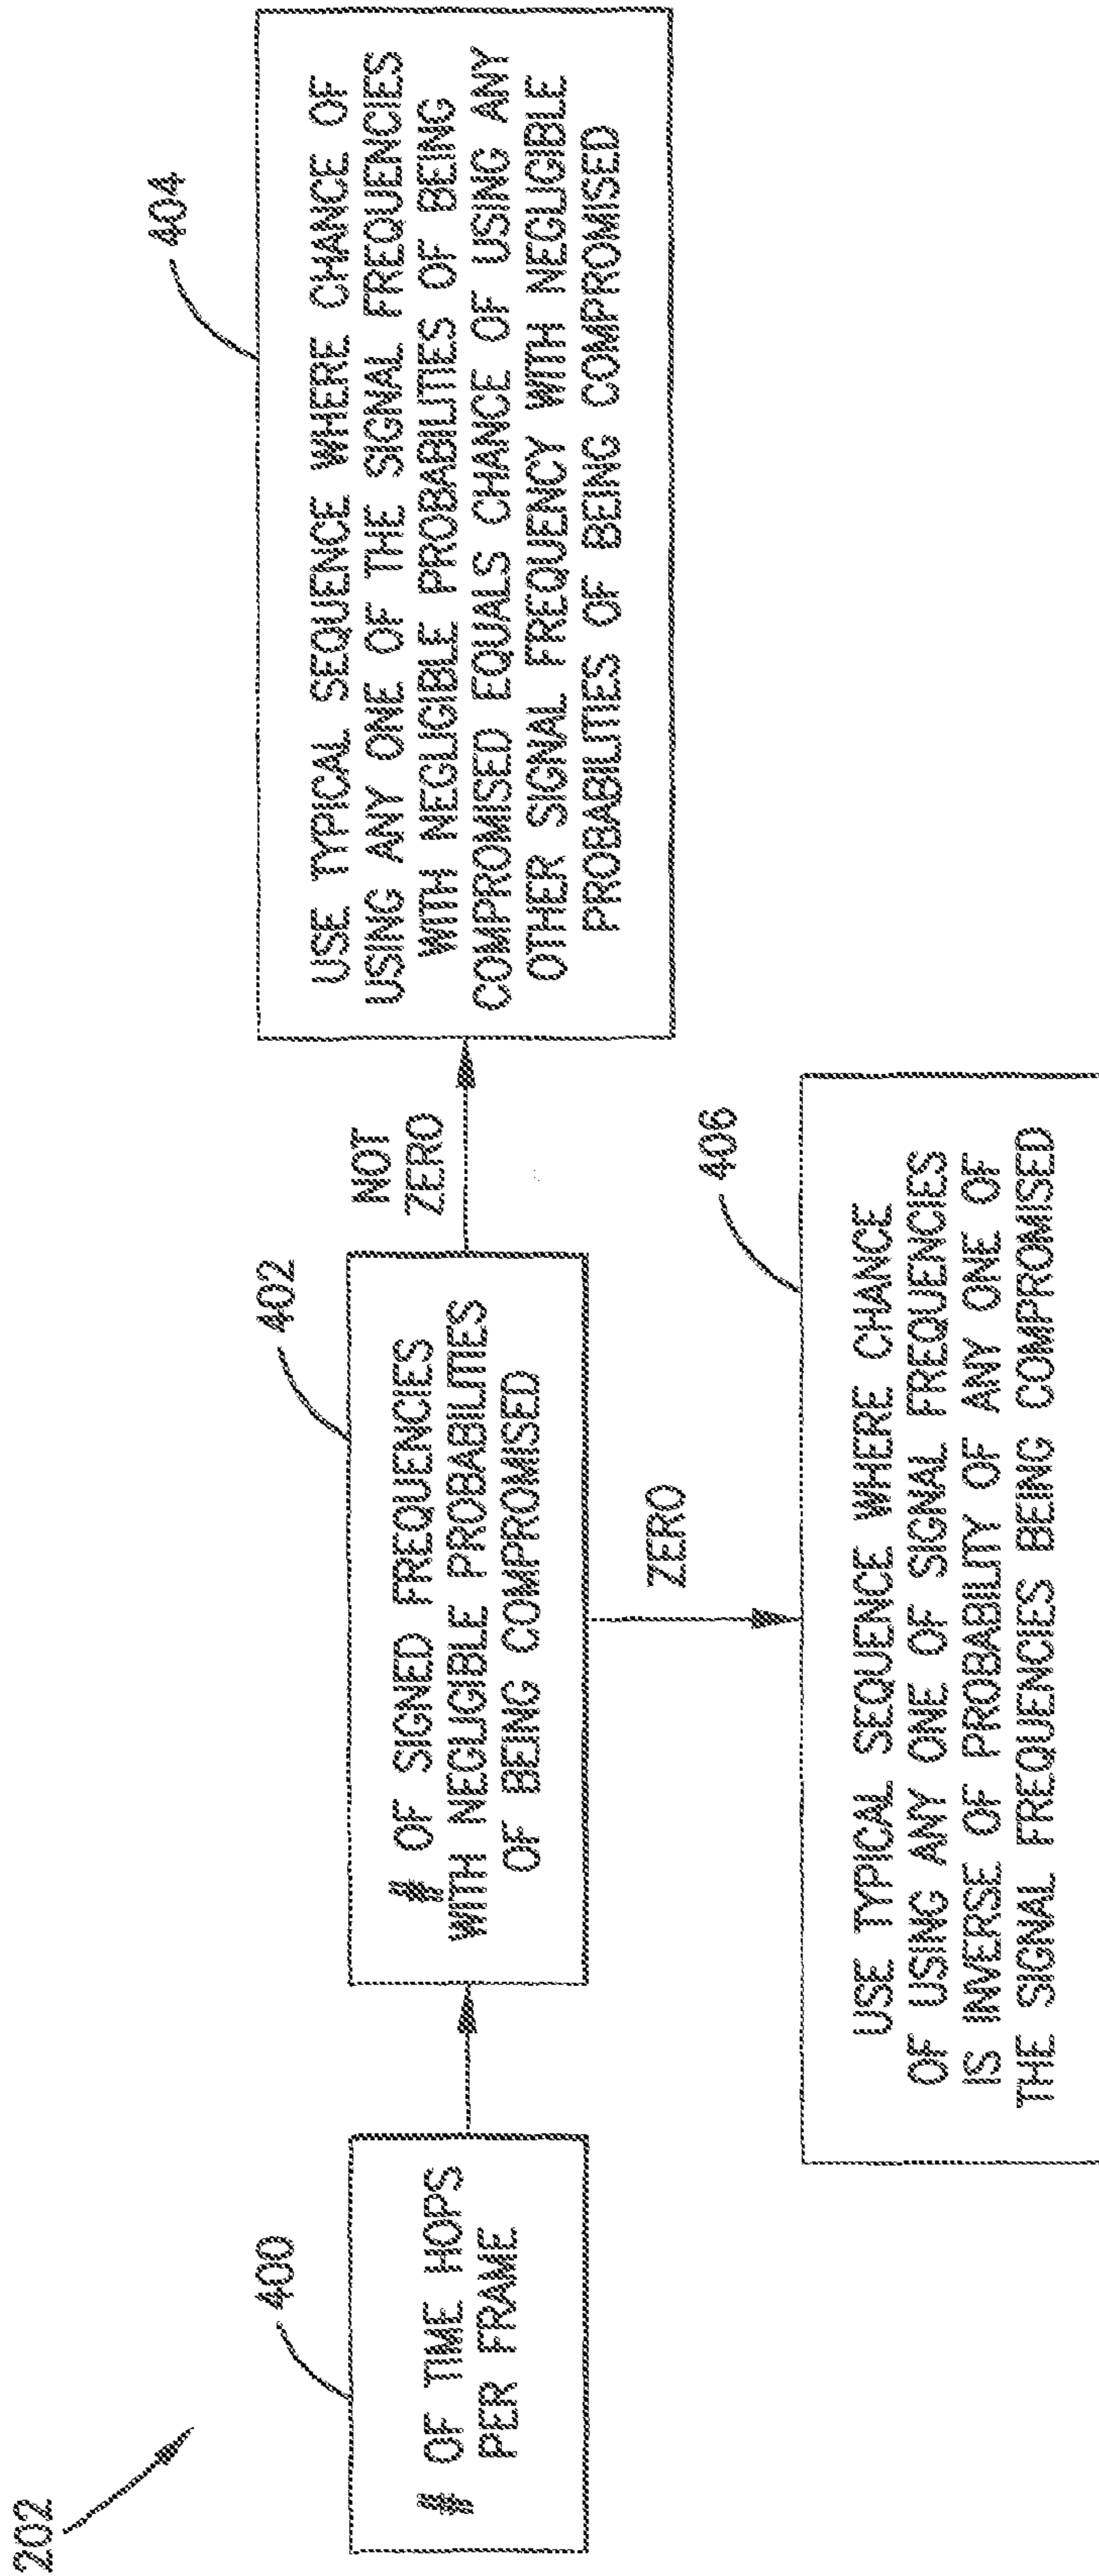 202
400
# OF TIME HOPS
PER FRAME
402
# OF SIGNED FREQUENCIES
WITH NEGLIGIBLE PROBABILITIES
OF BEING COMPROMISED
NOT
ZERO
404
USE TYPICAL SEQUENCE WHERE CHANCE OF
USING ANY ONE OF THE SIGNAL FREQUENCIES
WITH NEGLIGIBLE PROBABILITIES OF BEING
COMPROMISED EQUALS CHANCE OF USING ANY
OTHER SIGNAL FREQUENCY WITH NEGLIGIBLE
PROBABILITIES OF BEING COMPROMISED
ZERO
406
USE TYPICAL SEQUENCE WHERE CHANCE
OF USING ANY ONE OF SIGNAL FREQUENCIES
IS INVERSE OF PROBABILITY OF ANY ONE OF
THE SIGNAL FREQUENCIES BEING COMPROMISED